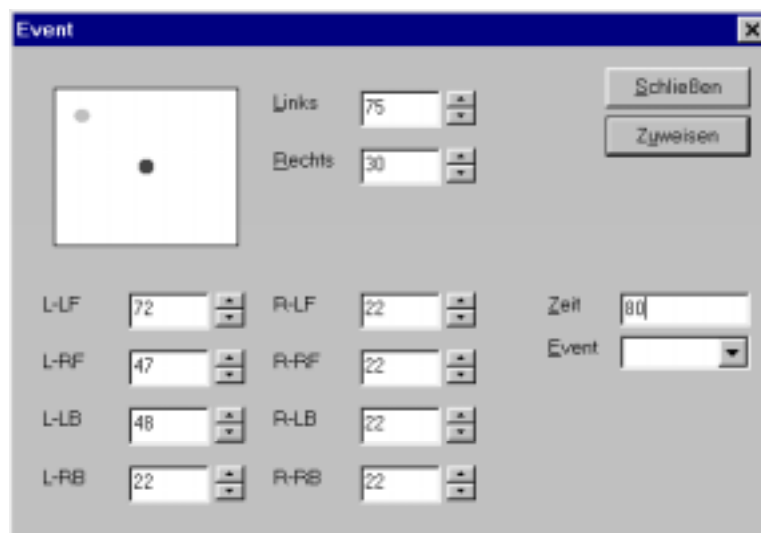 Event
Links 75 Schließen
Rechts 30 Zuweisen
L-LF 72 R-LF 22 Zeit 80
L-RF 47 R-RF 22 Event
L-LB 48 R-LB 22
L-RB 22 R-RB 22